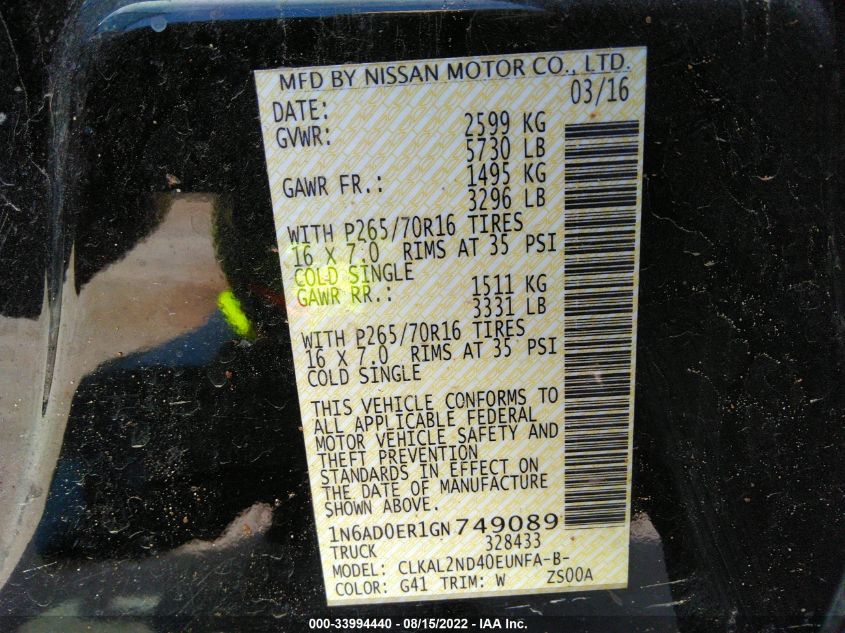 MFD BY NISSAN MOTOR CO., LTD.
DATE: 03/16
GVWR: 2599 KG
5730 LB
GAWR FR.: 1495 KG
3296 LB
WITH P265/70R16 TIRES
16 X 7.0 RIMS AT 35 PSI
COLD SINGLE
GAWR RR.: 1511 KG
3331 LB
WITH P265/70R16 TIRES
16 X 7.0 RIMS AT 35 PSI
COLD SINGLE
THIS VEHICLE CONFORMS TO
ALL APPLICABLE FEDERAL
MOTOR VEHICLE SAFETY AND
THEFT PREVENTION
STANDARDS IN EFFECT ON
THE DATE OF MANUFACTURE
SHOWN ABOVE.
1N6AD0ER1GN749089
TRUCK 328433
MODEL: CLKAL2ND40EUNFA-B-
COLOR: G41 TRIM: W ZS00A
000-33994440 - 08/15/2022 - IAA Inc.